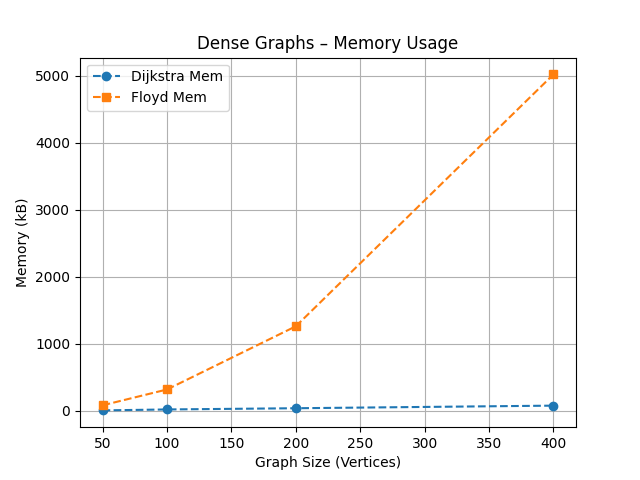 Dense Graphs – Memory Usage
Dijkstra Mem
Floyd Mem
Memory (kB)
5000
4000
3000
2000
1000
0
50 100 150 200 250 300 350 400
Graph Size (Vertices)